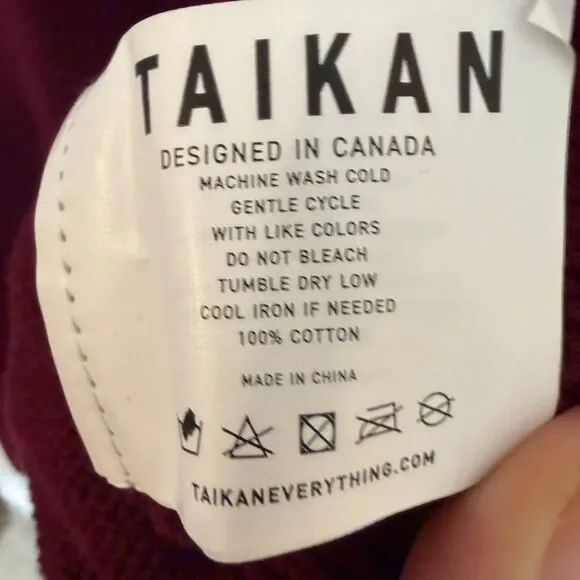 TAIKAN
DESIGNED IN CANADA
MACHINE WASH COLD
GENTLE CYCLE
WITH LIKE COLORS
DO NOT BLEACH
TUMBLE DRY LOW
COOL IRON IF NEEDED
100% COTTON
MADE IN CHINA
TAIKANEVERYTHING.COM